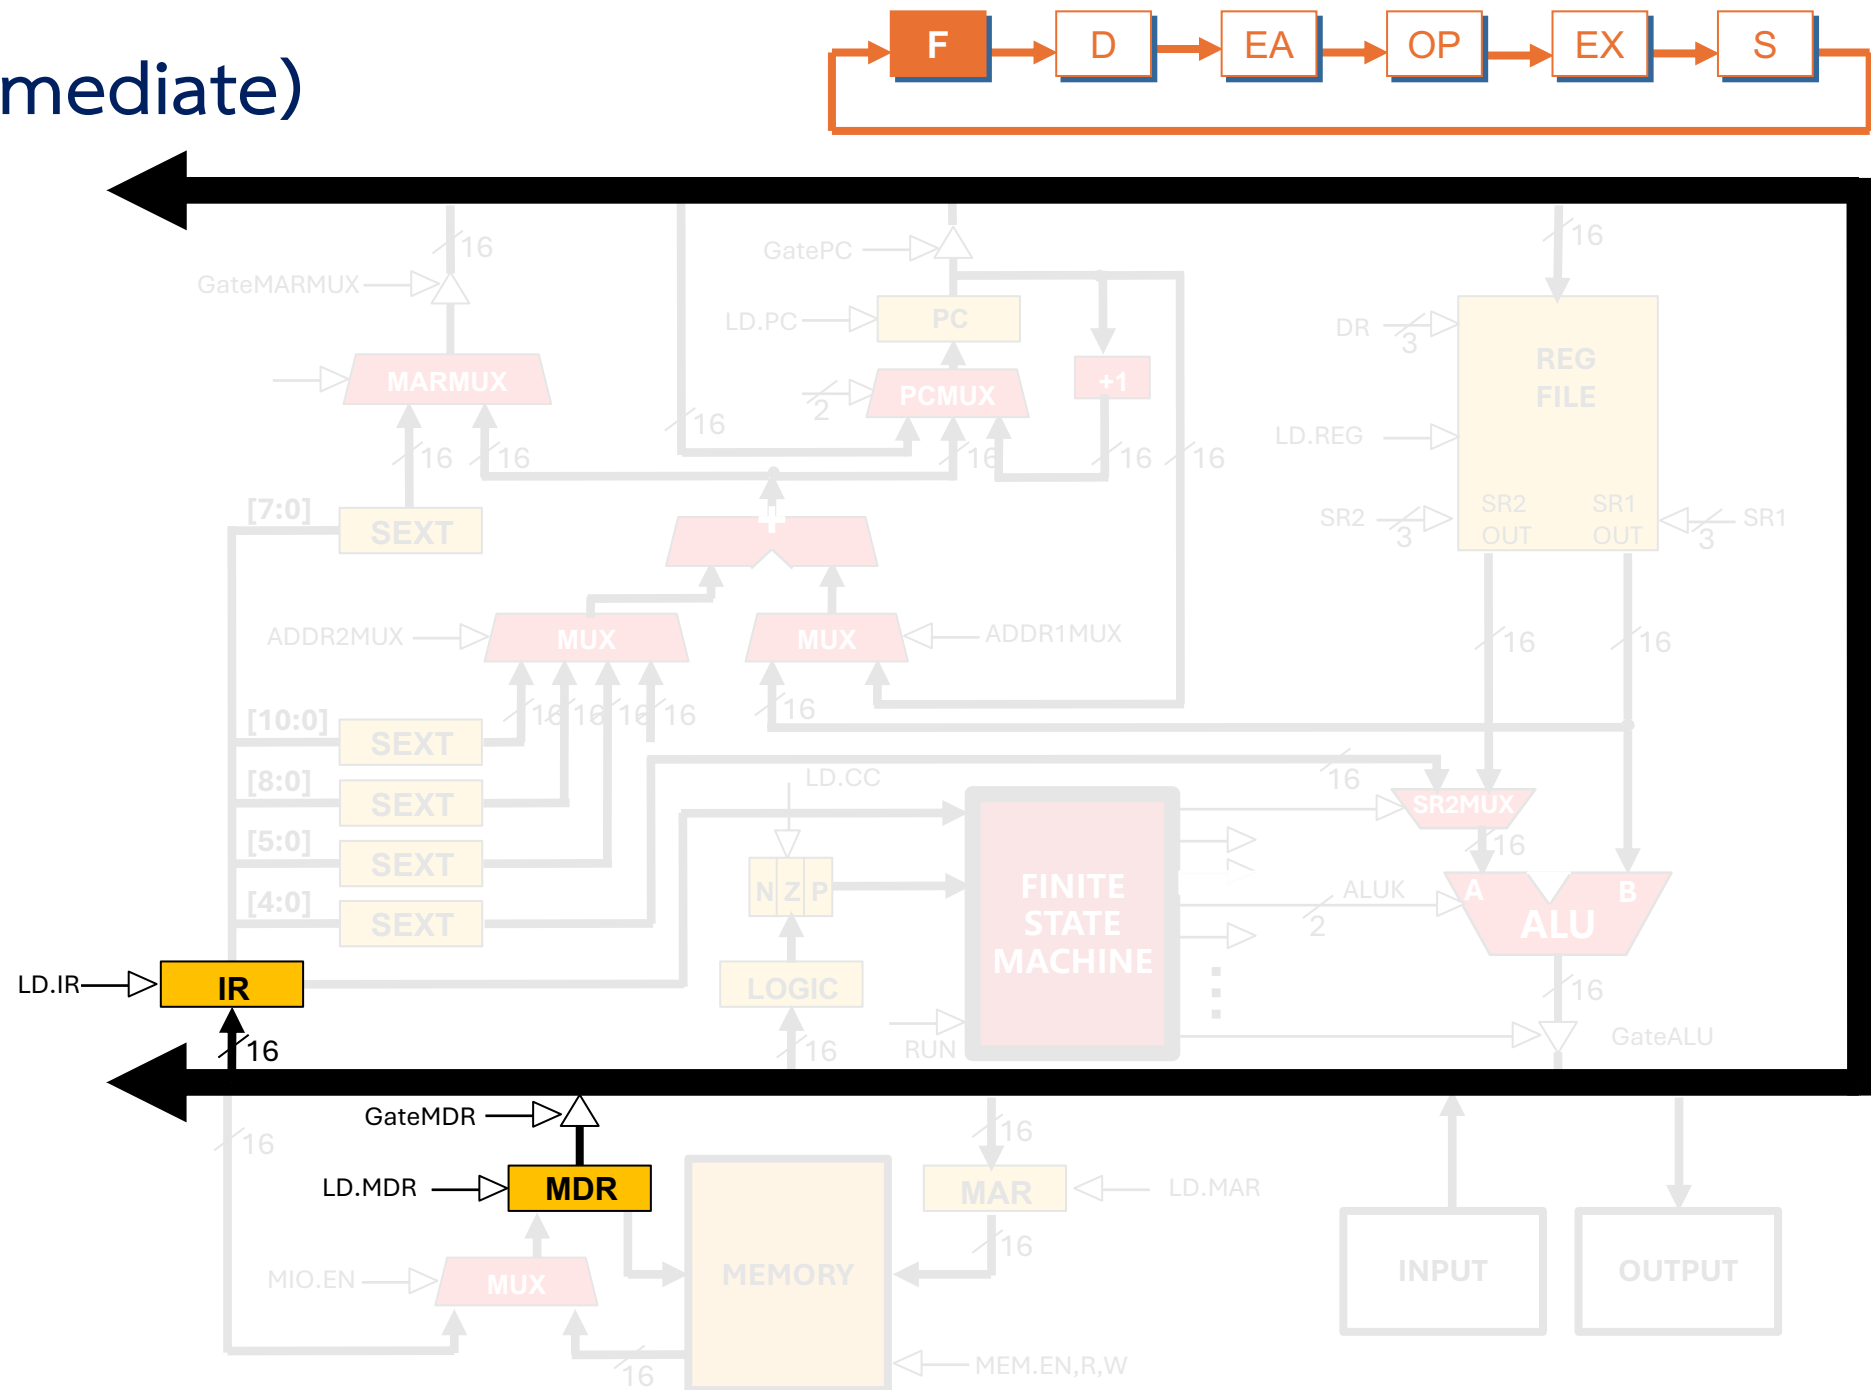 F D EA OP EX S
mediate)
16
GatePC
16
GateMARMUX
LD.PC
PC
DR
3
REG
FILE
MARMUX
2
PCMUX
+1
16
LD.REG
16
16
16
16
16
[7:0]
SEXT
+
SR2
3
SR2
OUT
SR1
OUT
3
SR1
ADDR2MUX
MUX
MUX
ADDR1MUX
16
16
[10:0]
SEXT
16
16
16
16
16
[8:0]
SEXT
LD.CC
16
SR2MUX
[5:0]
SEXT
16
N Z P
FINITE
STATE
MACHINE
ALUK
2
A
B
ALU
[4:0]
SEXT
LD.IR
IR
LOGIC
16
16
16
RUN
GateALU
GateMDR
16
16
LD.MDR
MDR
MAR
LD.MAR
16
MIO.EN
MUX
MEMORY
INPUT
OUTPUT
16
MEM.EN,R,W